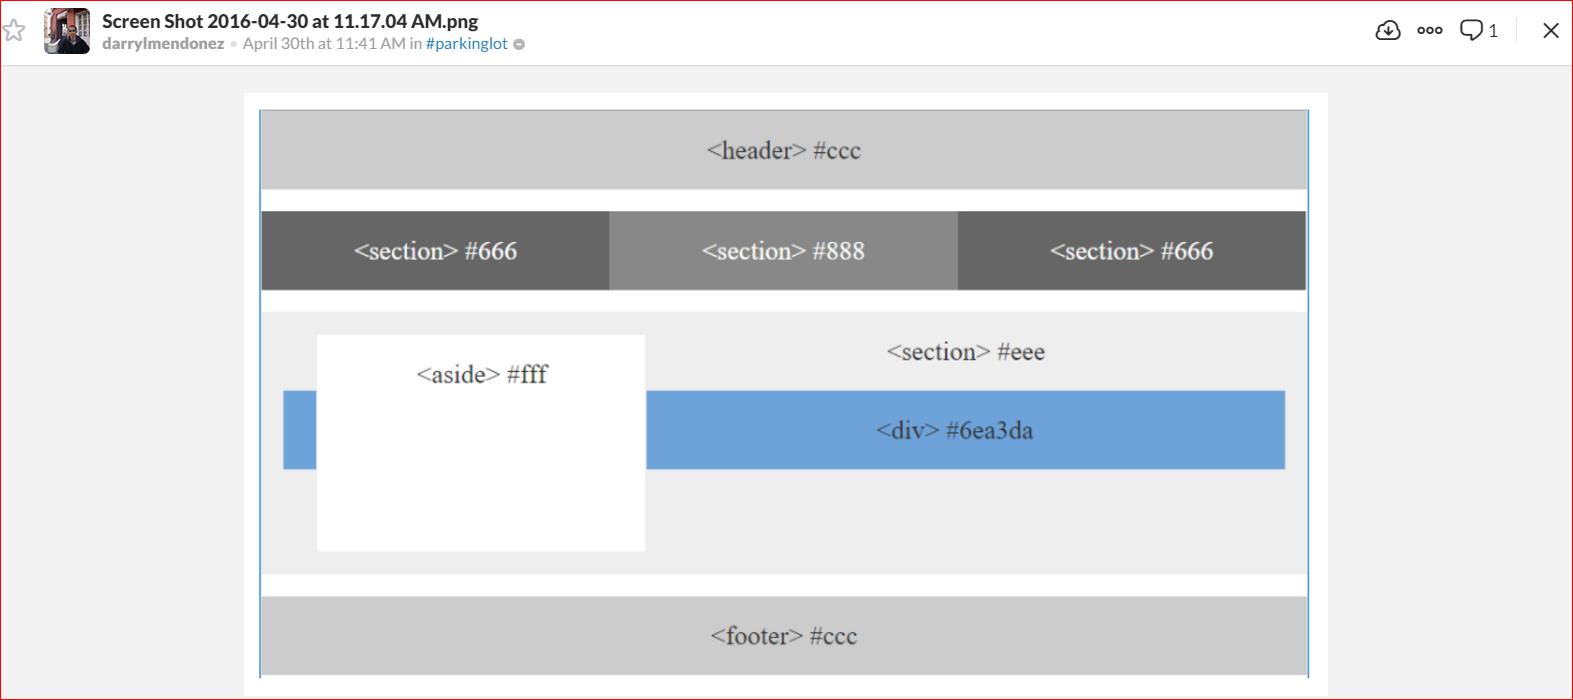 Screen Shot 2016-04-30 at 11.17.04 AM.png
darrylmendonez • April 30th at 11:41 AM in #parkinglot
1
<header> #ccc
<section> #666 <section> #888 <section> #666
<section> #eee
<aside> #fff
<div> #6ea3da
<footer> #ccc